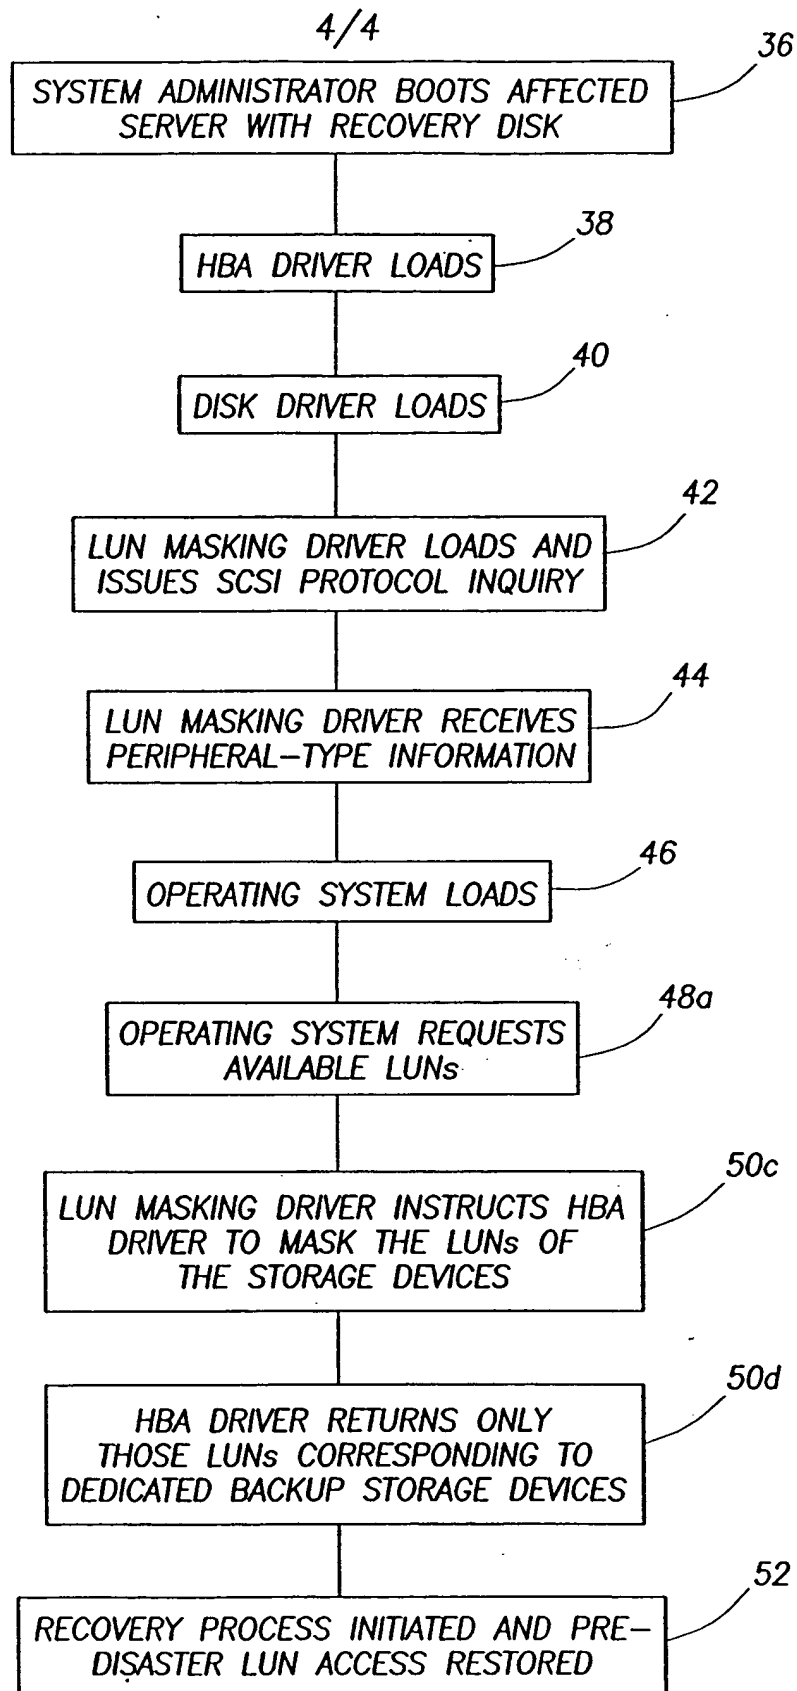 4/4
36
SYSTEM ADMINISTRATOR BOOTS AFFECTED
SERVER WITH RECOVERY DISK
38
HBA DRIVER LOADS
40
DISK DRIVER LOADS
42
LUN MASKING DRIVER LOADS AND
ISSUES SCSI PROTOCOL INQUIRY
44
LUN MASKING DRIVER RECEIVES
PERIPHERAL-TYPE INFORMATION
46
OPERATING SYSTEM LOADS
48a
OPERATING SYSTEM REQUESTS
AVAILABLE LUNs
50c
LUN MASKING DRIVER INSTRUCTS HBA
DRIVER TO MASK THE LUNs OF
THE STORAGE DEVICES
50d
HBA DRIVER RETURNS ONLY
THOSE LUNs CORRESPONDING TO
DEDICATED BACKUP STORAGE DEVICES
52
RECOVERY PROCESS INITIATED AND PRE-
DISASTER LUN ACCESS RESTORED